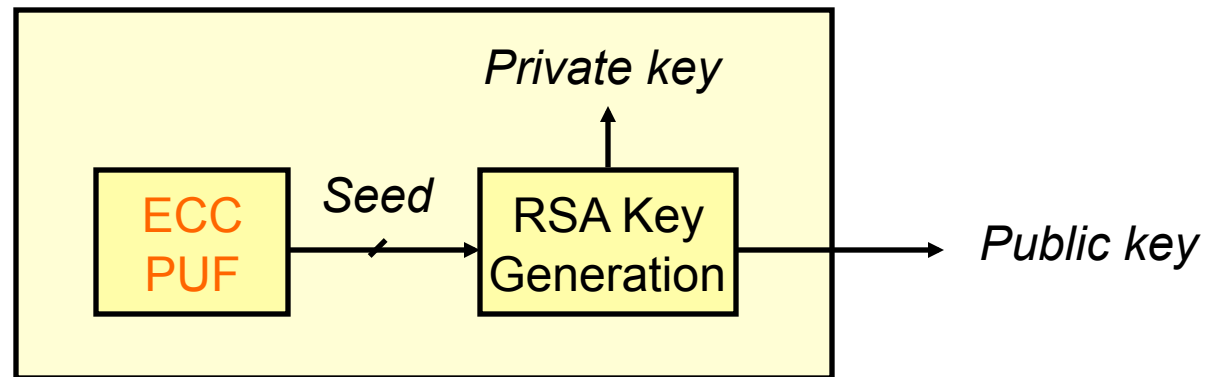 Private key
ECC
PUF
Seed
RSA Key
Generation
Public key